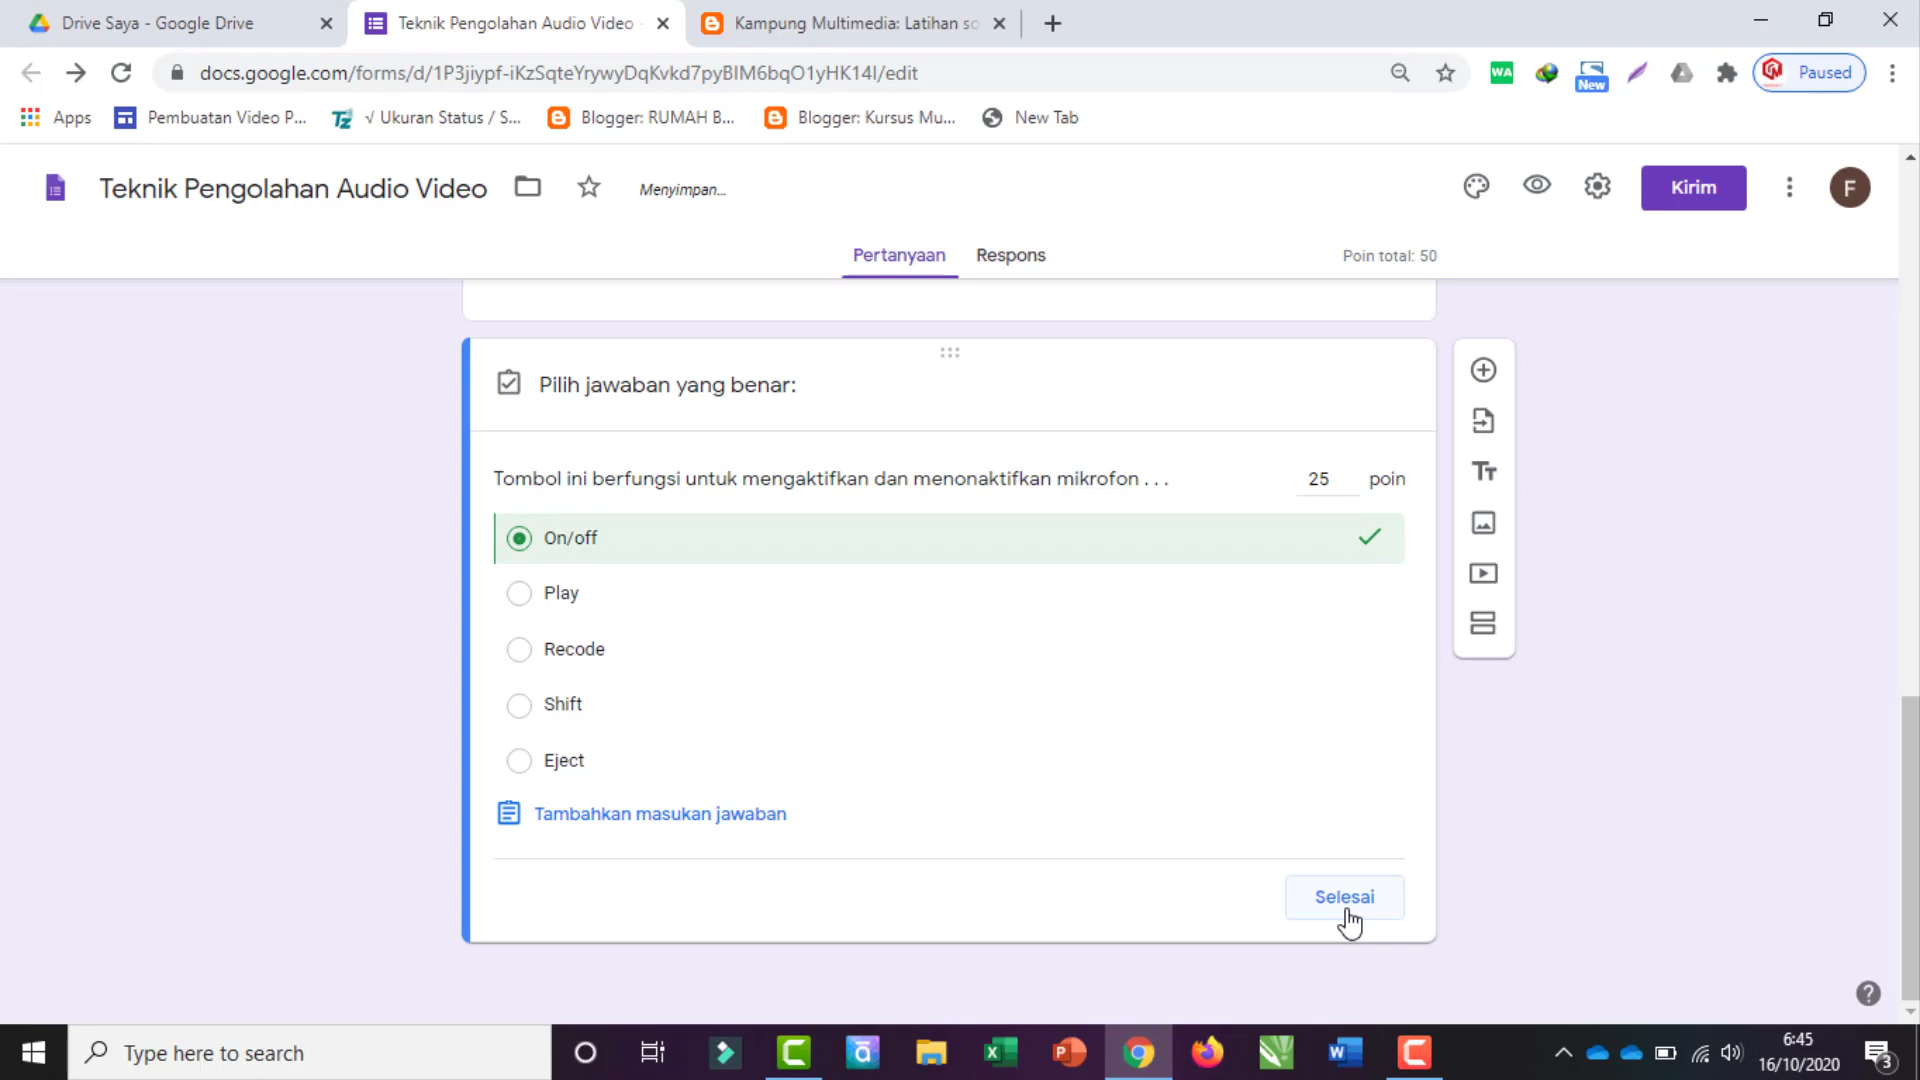 Drive Saya - Google Drive
Teknik Pengolahan Audio Video
Kampung Multimedia: Latihan so
docs.google.com/forms/d/1P3jiypf-iKzSqteYrywyDqKvkd7pyBIM6bqO1yHK14I/edit
WA
New
Paused
Apps
Pembuatan Video P...
√ Ukuran Status / S...
Blogger: RUMAH B...
Blogger: Kursus Mu...
New Tab
Teknik Pengolahan Audio Video
Menyimpan...
Kirim
F
Pertanyaan
Respons
Poin total: 50
Pilih jawaban yang benar:
Tombol ini berfungsi untuk mengaktifkan dan menonaktifkan mikrofon . . .
25 poin
On/off
Play
Recode
Shift
Eject
Tambahkan masukan jawaban
Selesai
Type here to search
6:45
16/10/2020
3